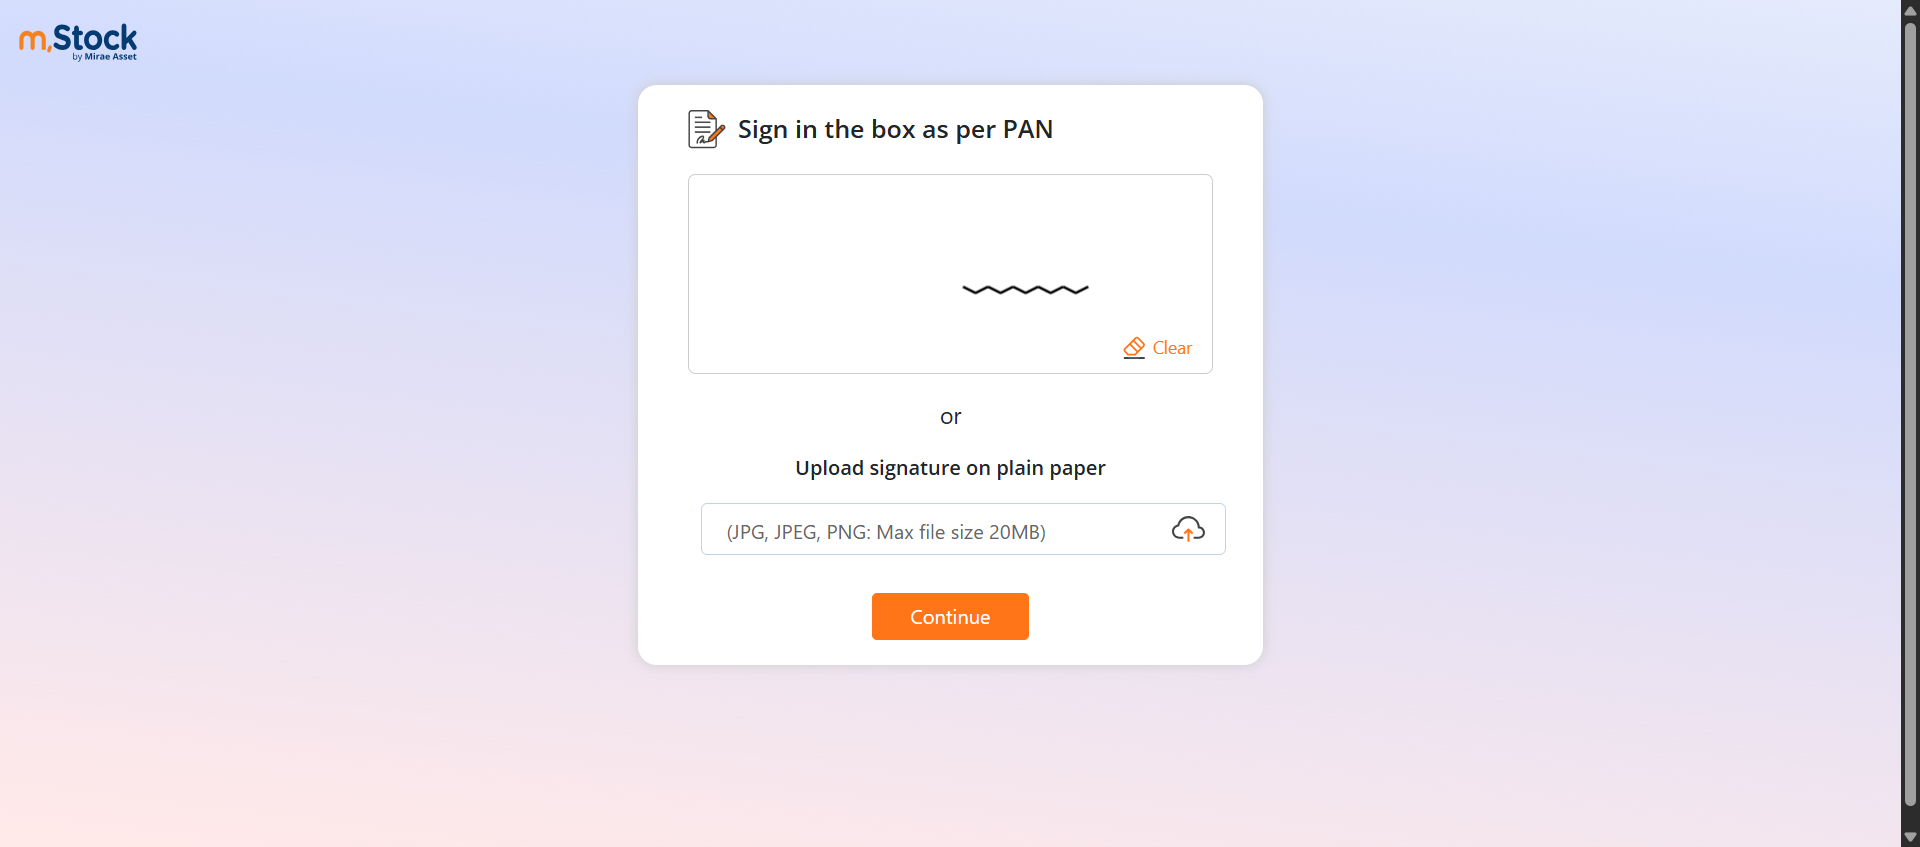 m.Stock
by Mirae Asset
Sign in the box as per PAN
Clear
or
Upload signature on plain paper
(JPG, JPEG, PNG: Max file size 20MB)
Continue